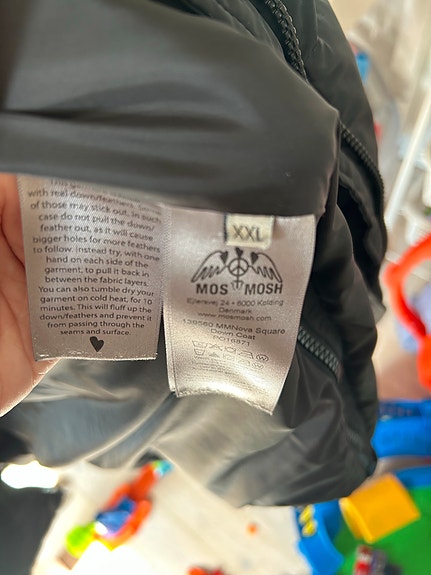 with real down/feathers, some
of those may stick out. In such
case do not pull the down/
feather out, as it will cause
bigger holes for more feathers
to follow. Instead try, with one
hand on each side of the
garment, to pull it back in
between the fabric layers.
You can also tumble dry your
garment on cold heat, for 10
minutes. This will fluff up the
down/feathers and prevent it
from passing through the
seams and surface.
XXL
MOS MOSH
Ejlersvej 24 • 6000 Kolding
Denmark
www.mosmosh.com
139560 MMNova Square
Down Coat
PO16871